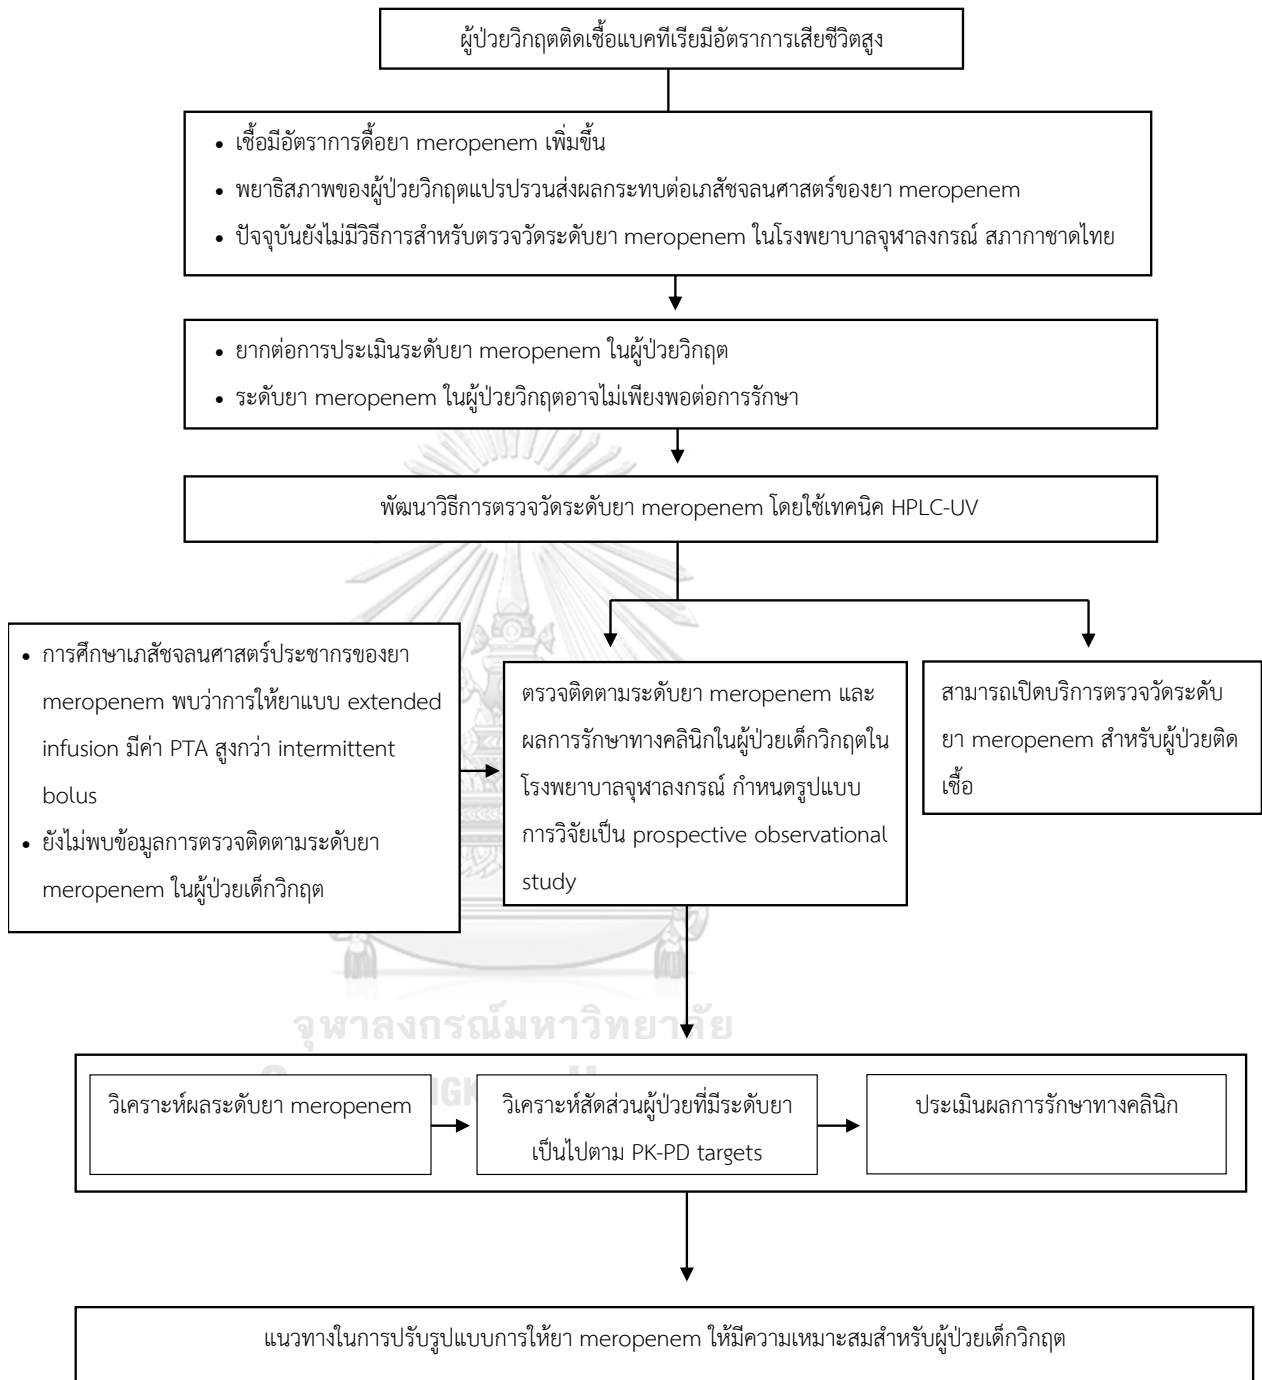 ผู้ป่วยวิกฤตติดเชื้อแบคทีเรียมีอัตราการเสียชีวิตสูง
• เชื้อมีอัตราการดื้อยา meropenem เพิ่มขึ้น
• พยาธิสภาพของผู้ป่วยวิกฤตแปรปรวนส่งผลกระทบต่อเภสัชจลนศาสตร์ของยา meropenem
• ปัจจุบันยังไม่มีวิธีการสำหรับตรวจวัดระดับยา meropenem ในโรงพยาบาลจุฬาลงกรณ์ สภากาชาดไทย
• ยากต่อการประเมินระดับยา meropenem ในผู้ป่วยวิกฤต
• ระดับยา meropenem ในผู้ป่วยวิกฤตอาจไม่เพียงพอต่อการรักษา
พัฒนาวิธีการตรวจวัดระดับยา meropenem โดยใช้เทคนิค HPLC-UV
• การศึกษาเภสัชจลนศาสตร์ประชากรของยา
meropenem พบว่าการให้ยาแบบ extended
infusion มีค่า PTA สูงกว่า intermittent
bolus
• ยังไม่พบข้อมูลการตรวจติดตามระดับยา
meropenem ในผู้ป่วยเด็กวิกฤต
ตรวจติดตามระดับยา meropenem และ
ผลการรักษาทางคลินิกในผู้ป่วยเด็กวิกฤตใน
โรงพยาบาลจุฬาลงกรณ์ กำหนดรูปแบบ
การวิจัยเป็น prospective observational
study
สามารถเปิดบริการตรวจวัดระดับ
ยา meropenem สำหรับผู้ป่วยติด
เชื้อ
จุฬาลงกรณ์มหาวิทยาลัย
วิเคราะห์ผลระดับยา meropenem
วิเคราะห์สัดส่วนผู้ป่วยที่มีระดับยา
เป็นไปตาม PK-PD targets
ประเมินผลการรักษาทางคลินิก
แนวทางในการปรับรูปแบบการให้ยา meropenem ให้มีความเหมาะสมสำหรับผู้ป่วยเด็กวิกฤต